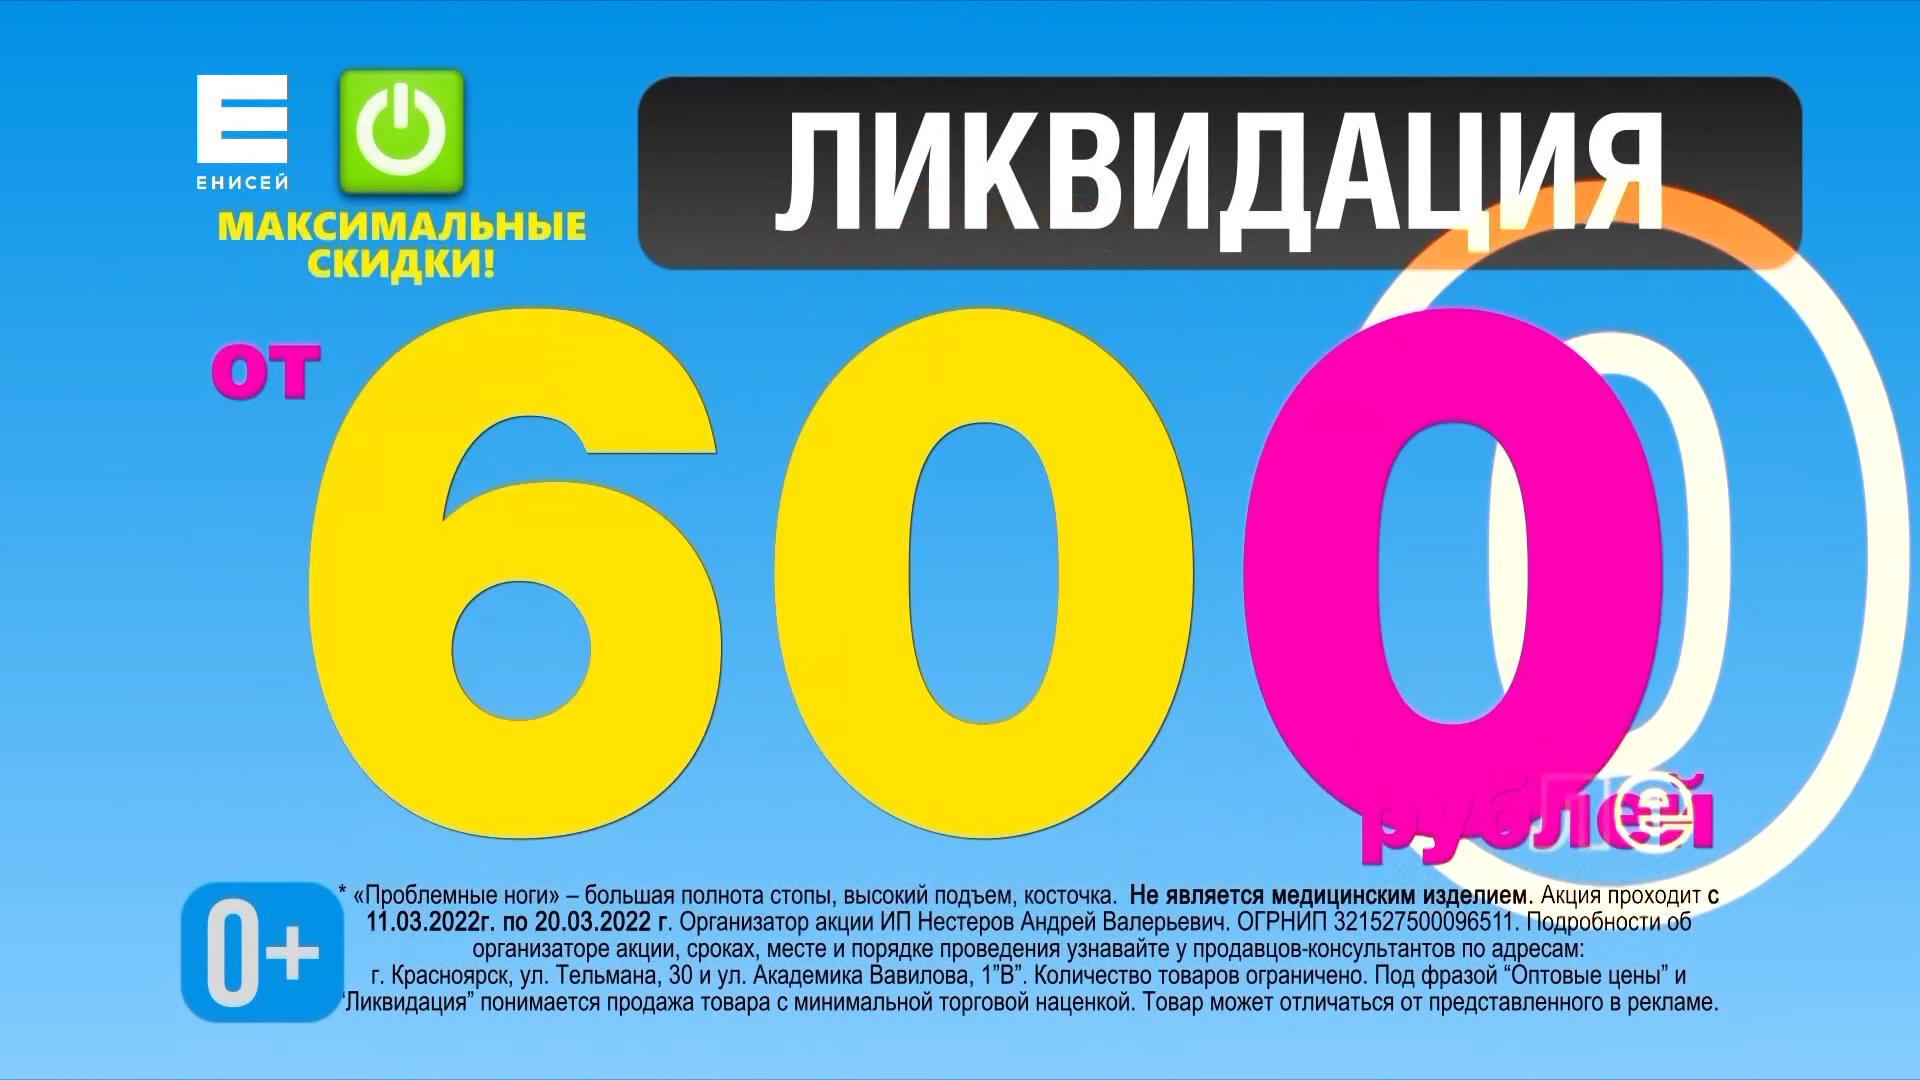 ЕНИСЕЙ
МАКСИМАЛЬНЫЕ
СКИДКИ!
ЛИКВИДАЦИЯ
от
600
рублей
0+
* «Проблемные ноги» – большая полнота стопы, высокий подъем, косточка. Не является медицинским изделием. Акция проходит с
11.03.2022г. по 20.03.2022 г. Организатор акции ИП Нестеров Андрей Валерьевич. ОГРНИП 321527500096511. Подробности об
организаторе акции, сроках, месте и порядке проведения узнавайте у продавцов-консультантов по адресам:
г. Красноярск, ул. Тельмана, 30 и ул. Академика Вавилова, 1”В”. Количество товаров ограничено. Под фразой “Оптовые цены” и
“Ликвидация” понимается продажа товара с минимальной торговой наценкой. Товар может отличаться от представленного в рекламе.